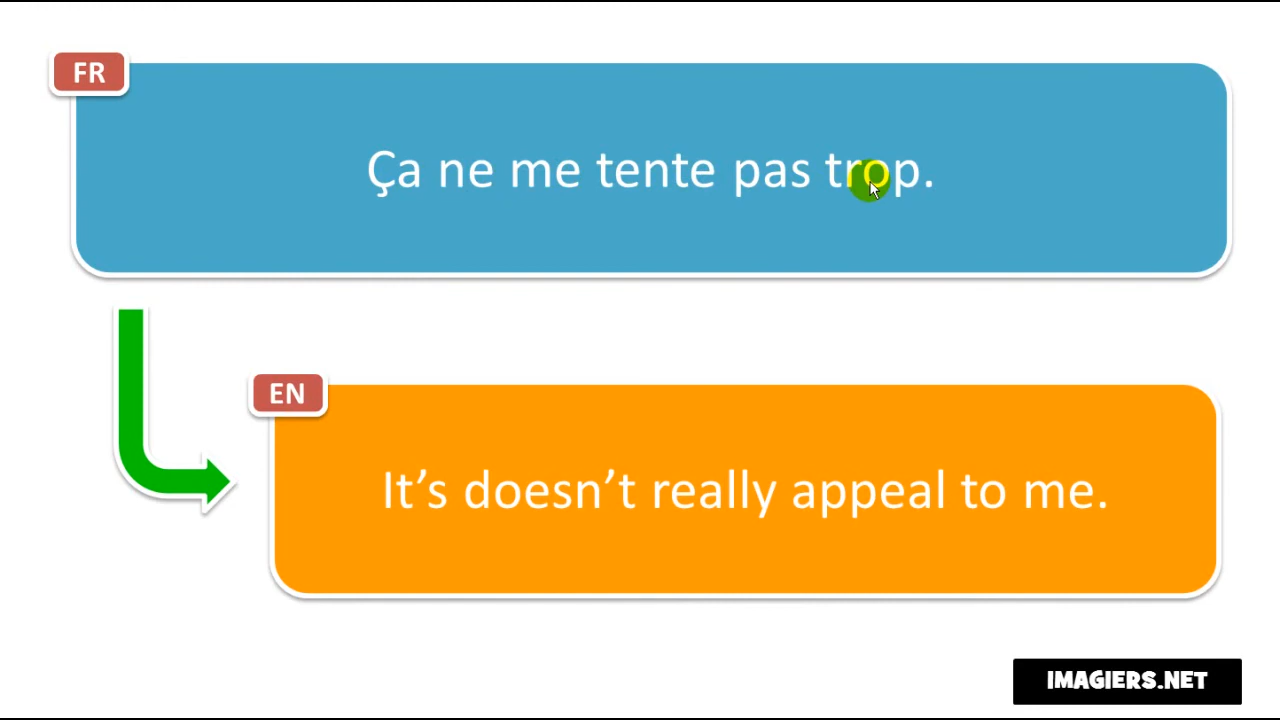 FR
Ça ne me tente pas trop.
EN
It’s doesn’t really appeal to me.
IMAGIERS.NET